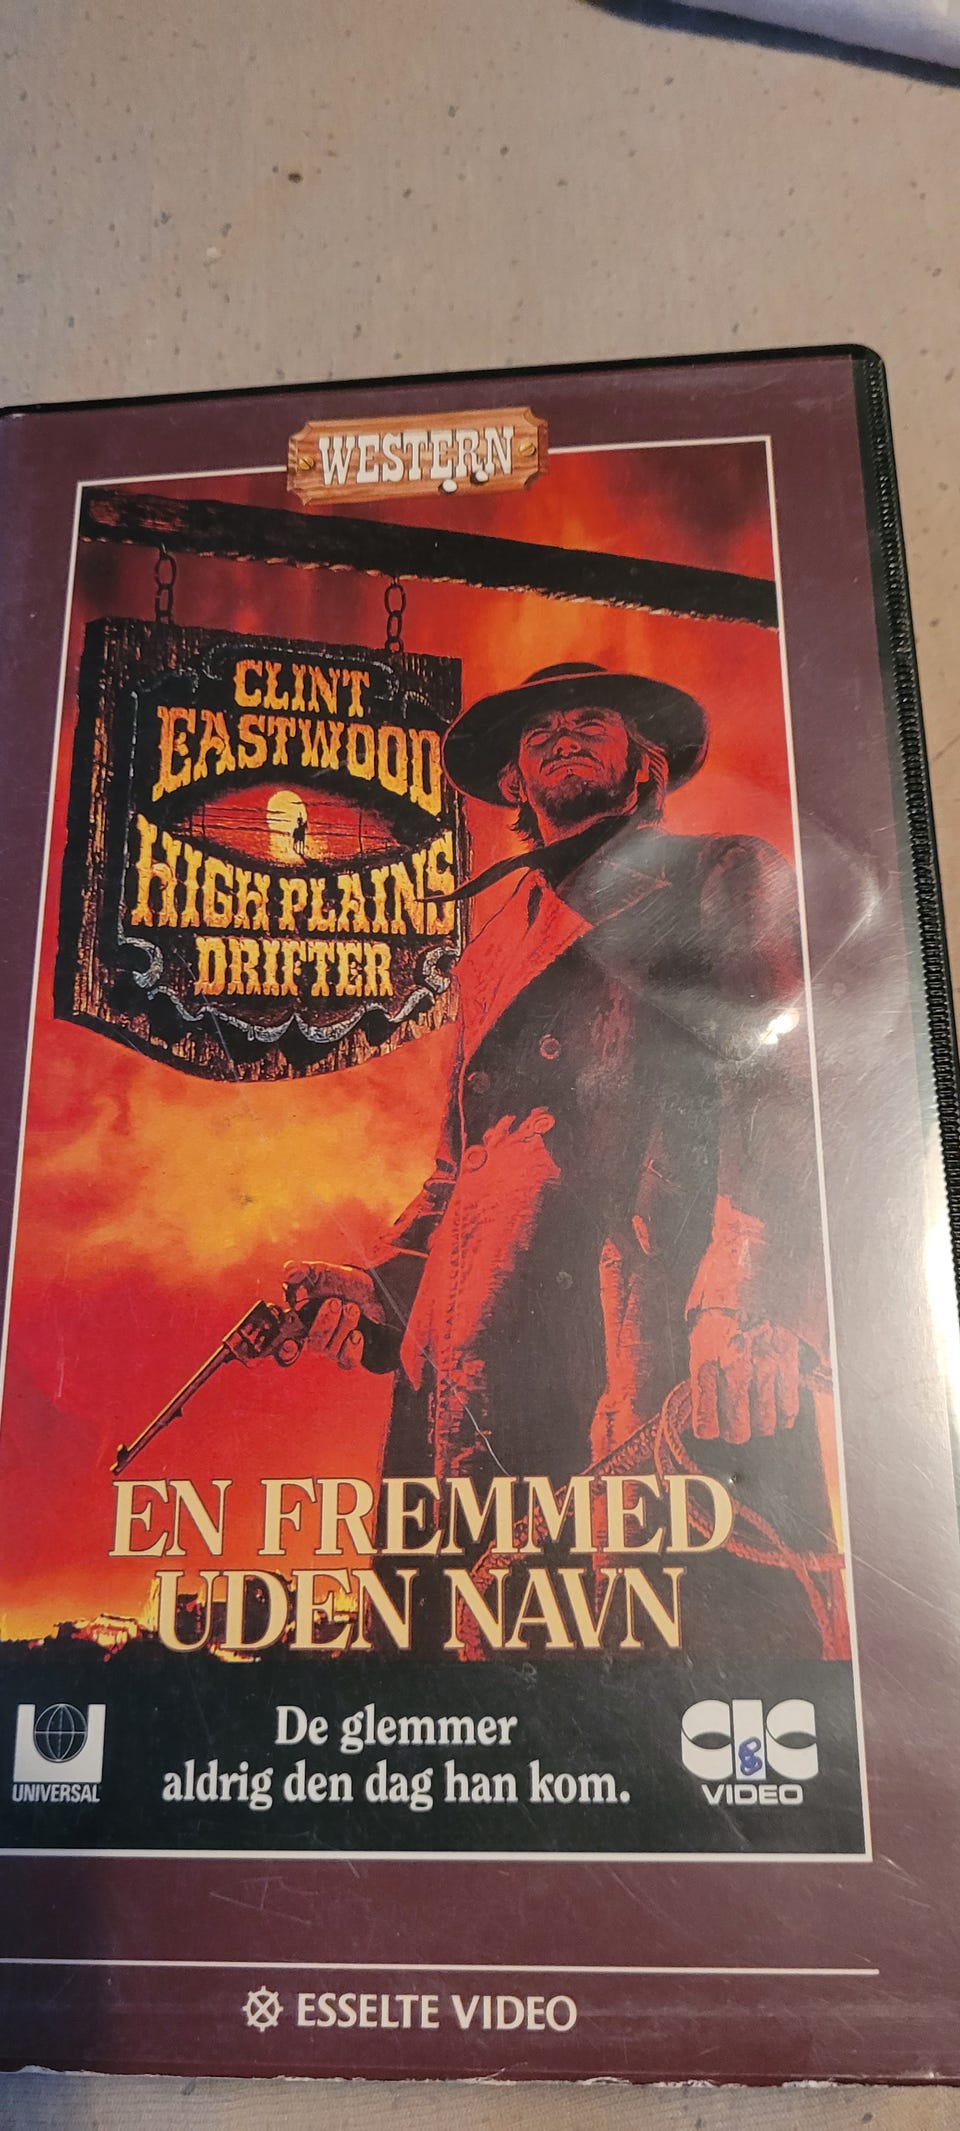 WESTERN
CLINT
EASTWOOD
HIGH PLAINS
DRIFTER
EN FREMMED
UDEN NAVN
De glemmer
aldrig den dag han kom.
UNIVERSAL
CIC
8
VIDEO
ESSELTE VIDEO